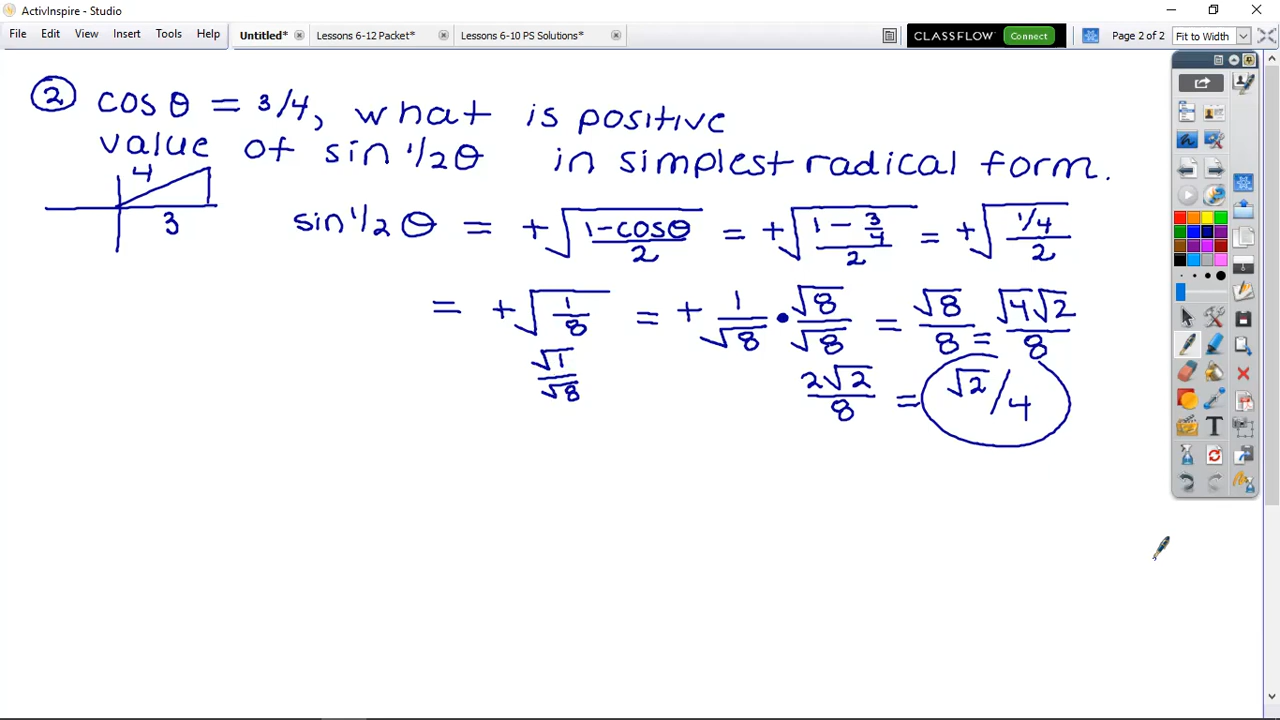 ActivInspire - Studio
File Edit View Insert Tools Help Untitled* Lessons 6-12 Packet* Lessons 6-10 PS Solutions* CLASSFLOW Connect Page 2 of 2 Fit to Width
② cos θ = 3/4, what is positive
value of sin 1/2 θ in simplest radical form.
4
3
sin 1/2 θ = +√((1-cosθ)/2) = +√((1 - 3/4)/2) = +√((1/4)/2)
= +√(1/8) = + 1/√8 • √8/√8 = √8/8 = √4√2/8
√1/√8
2√2/8 = √2/4
T